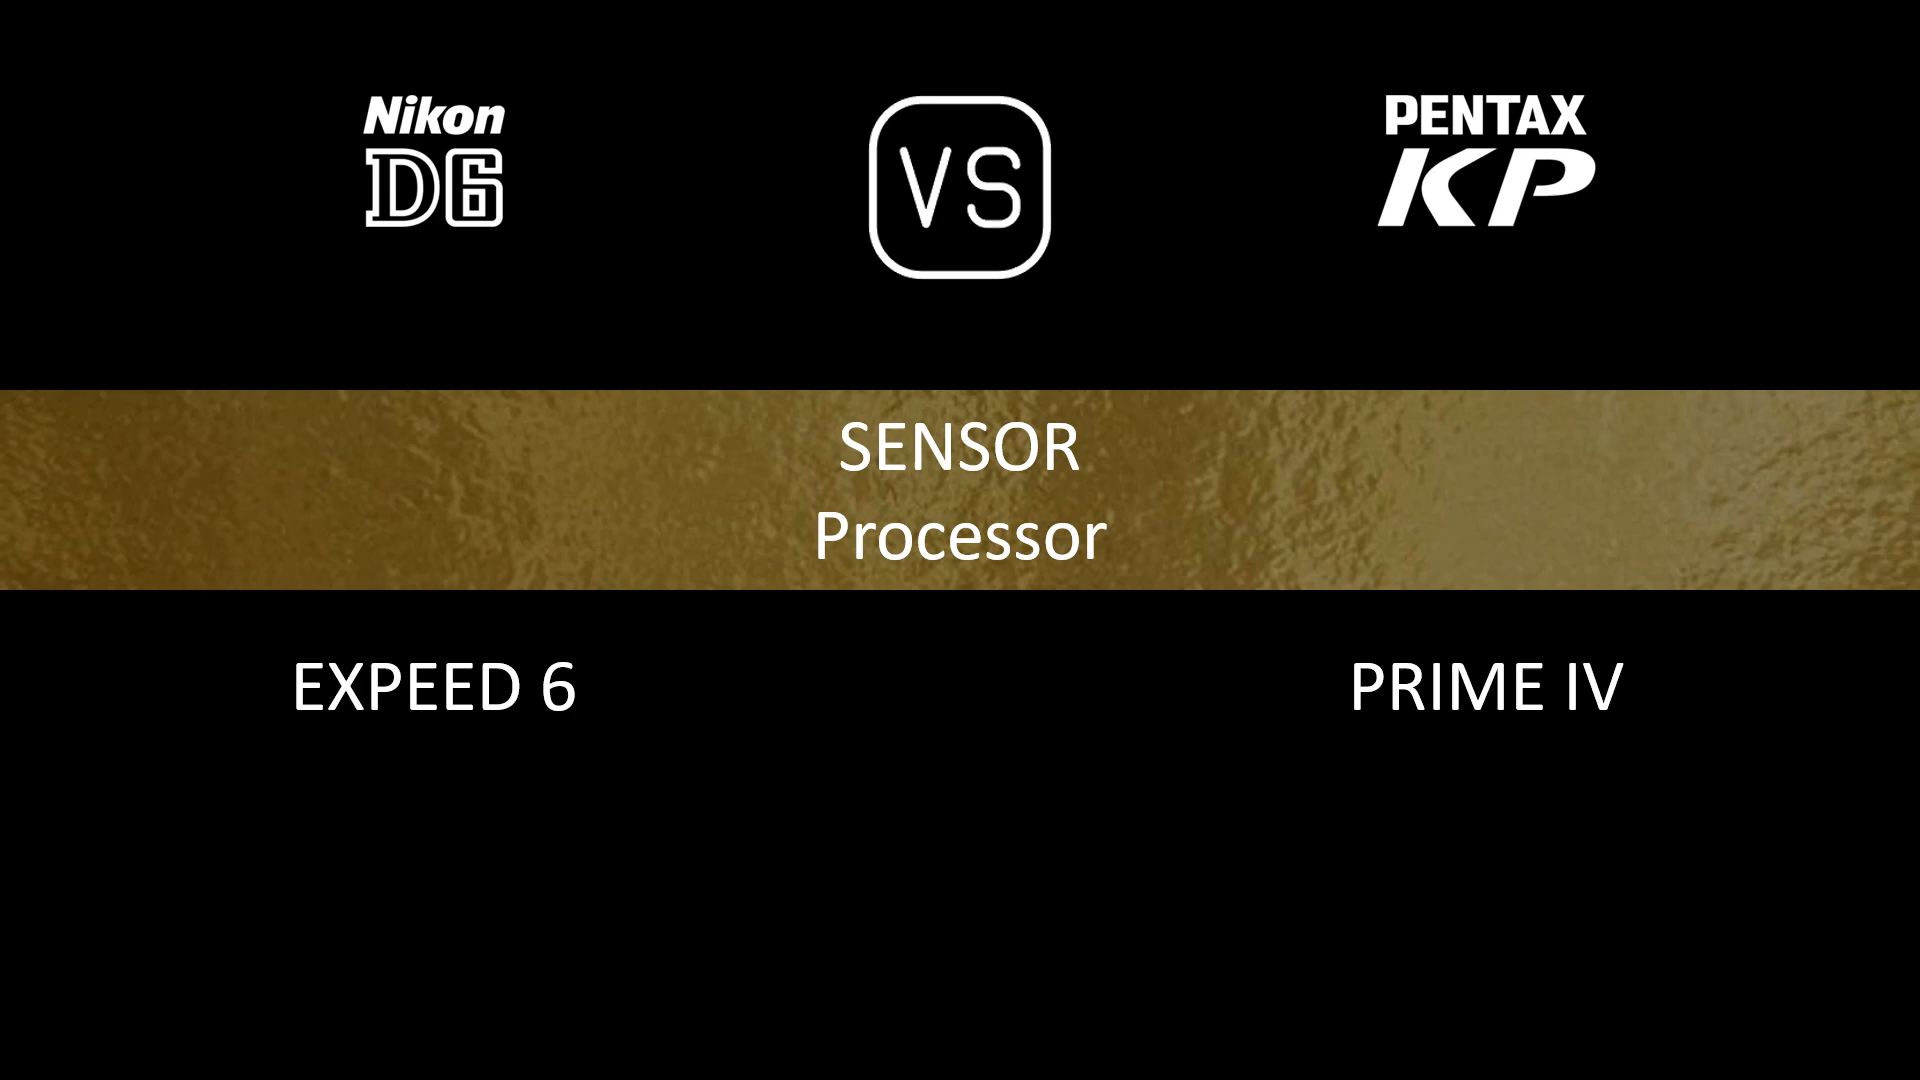 Nikon
D6
VS
PENTAX
KP
SENSOR
Processor
EXPEED 6
PRIME IV